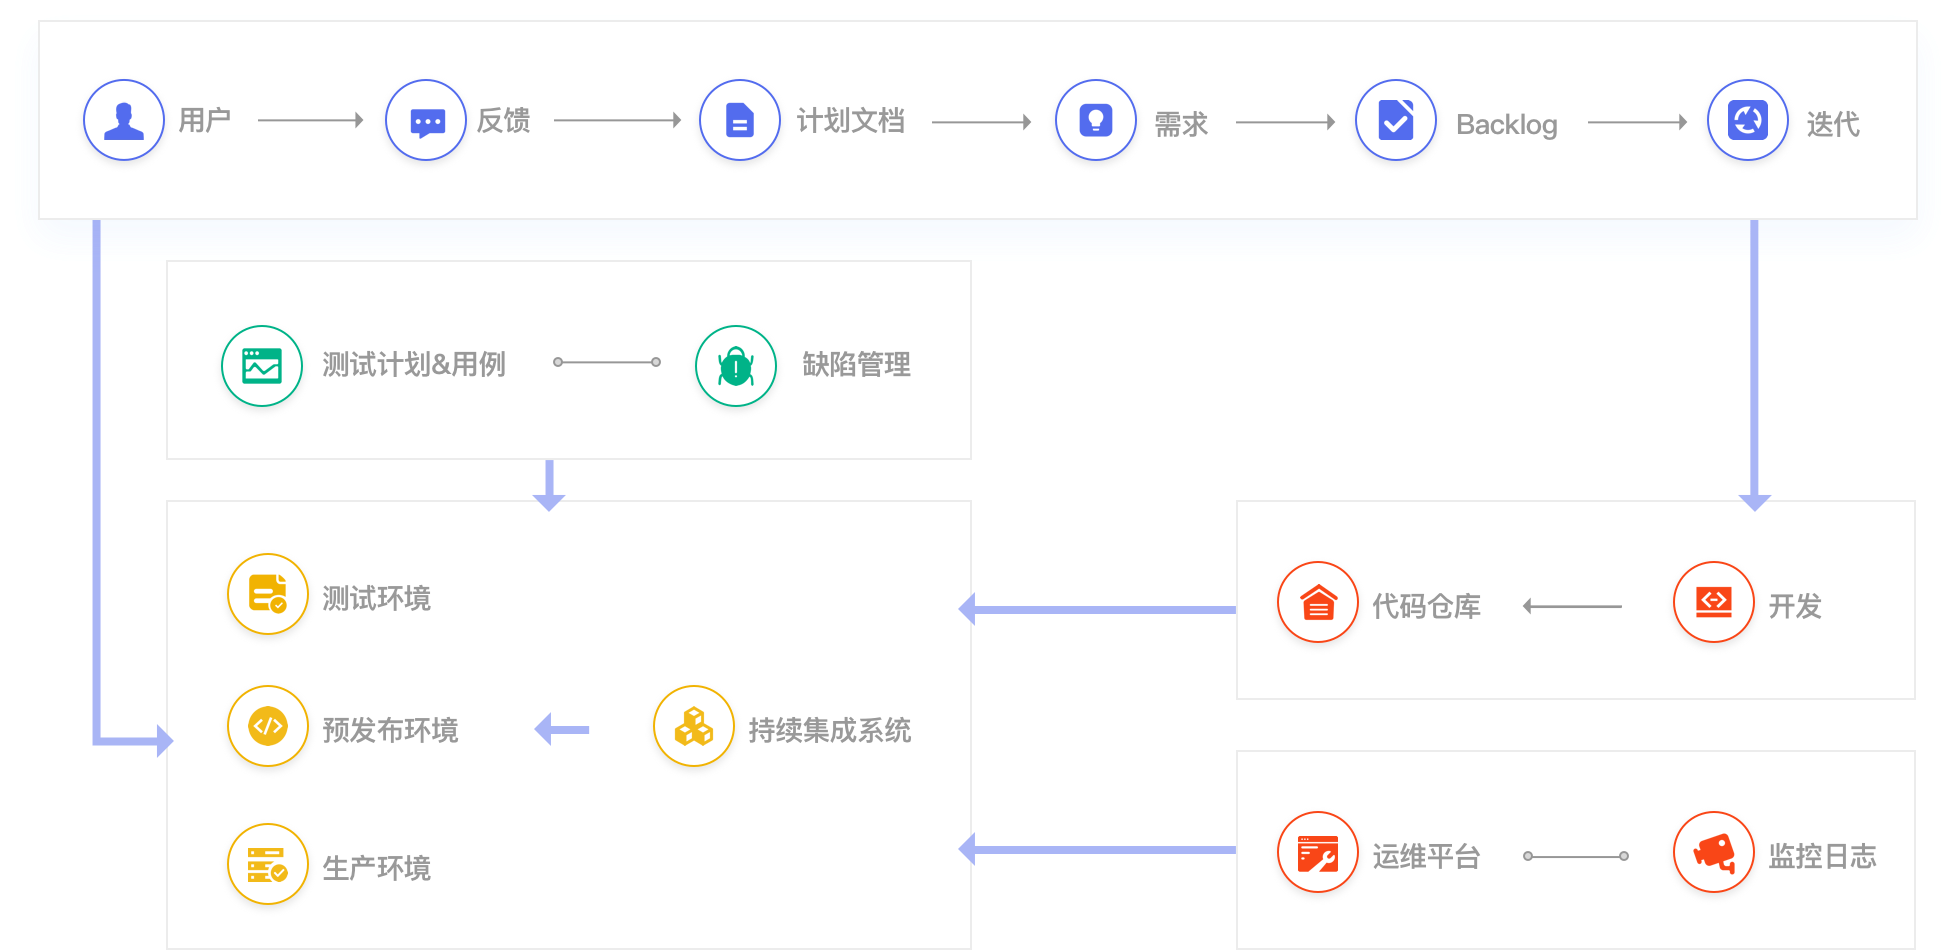 用户
反馈
计划文档
需求
Backlog
迭代
测试计划&用例
缺陷管理
测试环境
预发布环境
持续集成系统
生产环境
代码仓库
开发
运维平台
监控日志